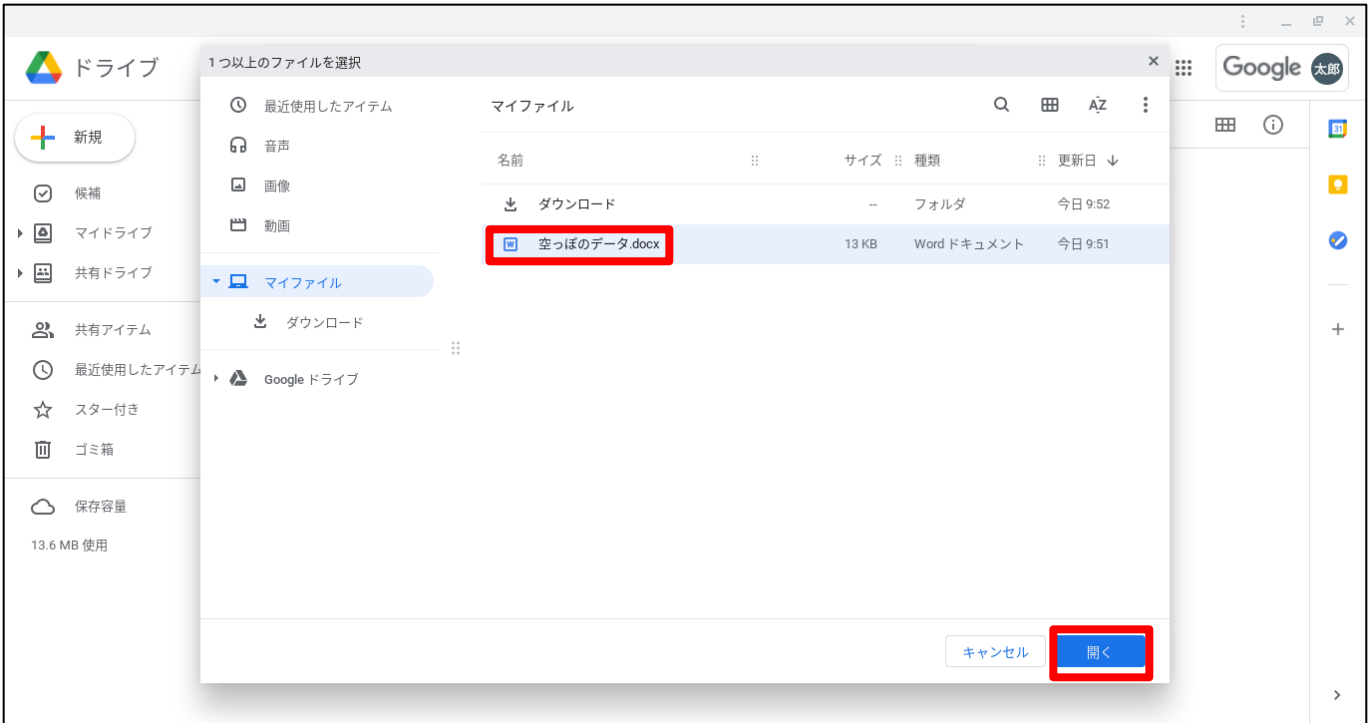 ドライブ
Google 太郎
新規
候補
マイドライブ
共有ドライブ
共有アイテム
最近使用したアイテム
スター付き
ゴミ箱
保存容量
13.6 MB 使用
1 つ以上のファイルを選択
最近使用したアイテム
音声
画像
動画
マイファイル
ダウンロード
Google ドライブ
マイファイル
AZ
名前 サイズ 種類 更新日
ダウンロード -- フォルダ 今日 9:52
空っぽのデータ.docx 13 KB Word ドキュメント 今日 9:51
キャンセル 開く
31